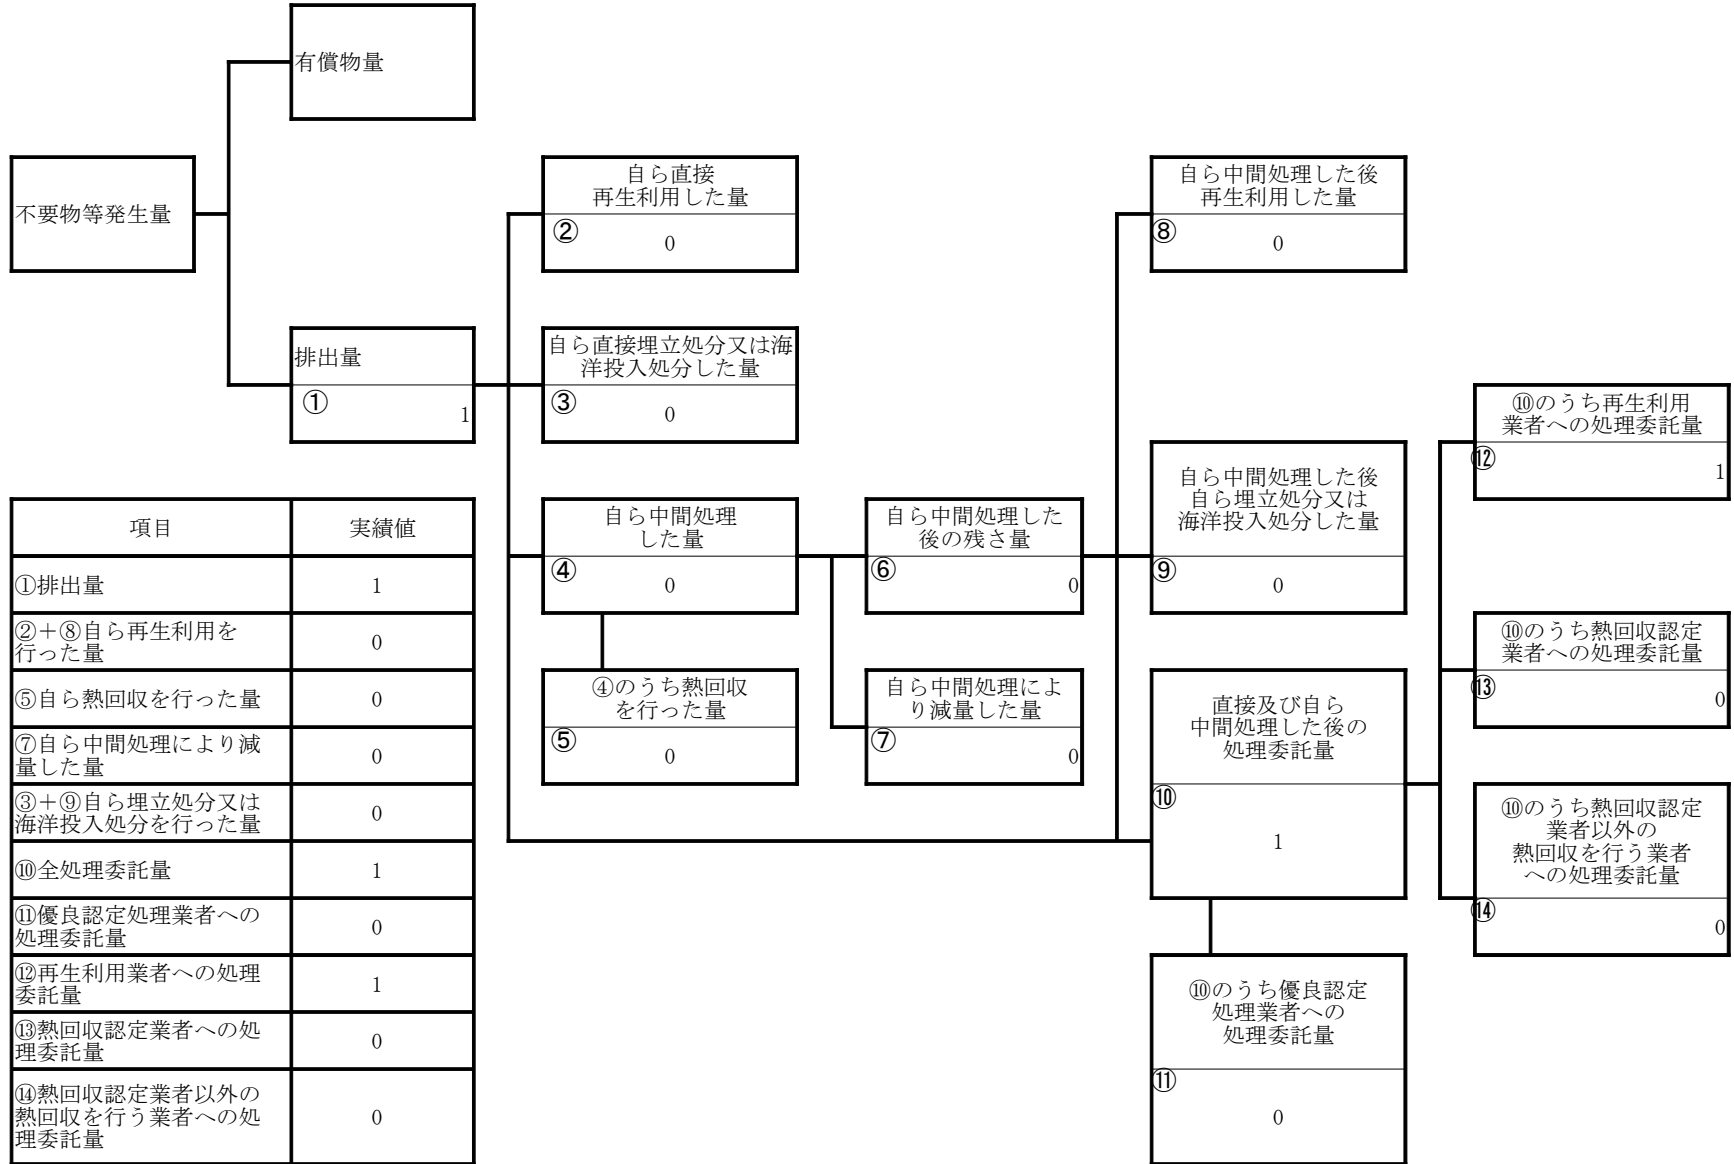 有償物量
不要物等発生量
自ら直接
再生利用した量
②
0
自ら中間処理した後
再生利用した量
⑧
0
排出量
①
1
自ら直接埋立処分又は海
洋投入処分した量
③
0
⑩のうち再生利用
業者への処理委託量
⑫
1
自ら中間処理した後
自ら埋立処分又は
海洋投入処分した量
⑨
0
自ら中間処理
した量
④
0
自ら中間処理した
後の残さ量
⑥
0
⑩のうち熱回収認定
業者への処理委託量
⑬
0
④のうち熱回収
を行った量
⑤
0
自ら中間処理によ
り減量した量
⑦
0
直接及び自ら
中間処理した後の
処理委託量
⑩
1
⑩のうち熱回収認定
業者以外の
熱回収を行う業者
への処理委託量
⑭
0
⑩のうち優良認定
処理業者への
処理委託量
⑪
0
項目 実績値
①排出量 1
②＋⑧自ら再生利用を
行った量 0
⑤自ら熱回収を行った量 0
⑦自ら中間処理により減
量した量 0
③＋⑨自ら埋立処分又は
海洋投入処分を行った量 0
⑩全処理委託量 1
⑪優良認定処理業者への
処理委託量 0
⑫再生利用業者への処理
委託量 1
⑬熱回収認定業者への処
理委託量 0
⑭熱回収認定業者以外の
熱回収を行う業者への処
理委託量 0